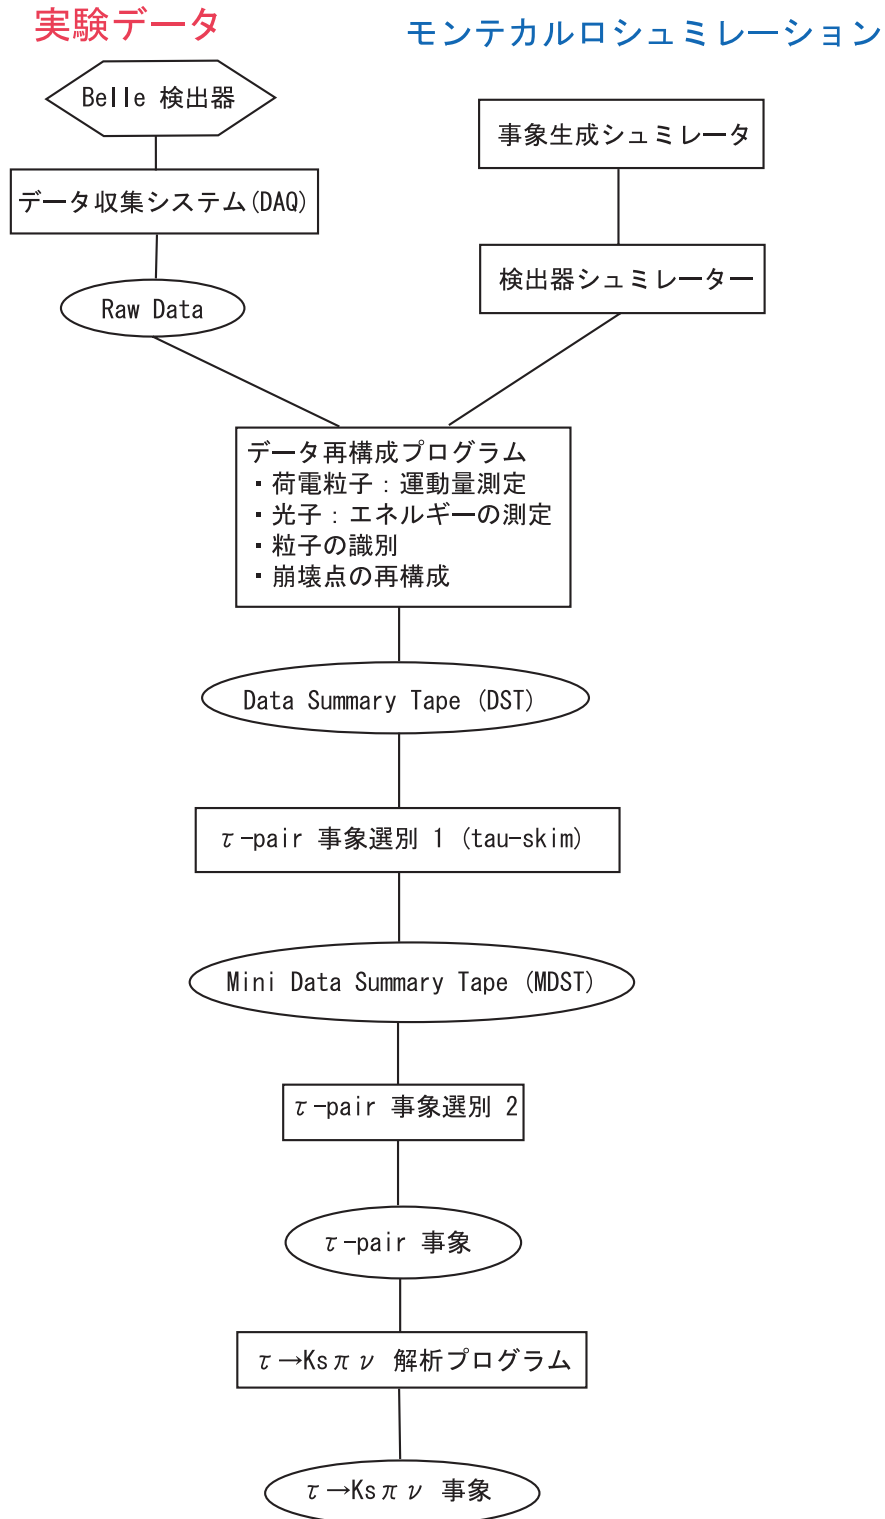 実験データ
モンテカルロシュミレーション
Belle 検出器
事象生成シュミレータ
データ収集システム(DAQ)
検出器シュミレーター
Raw Data
データ再構成プログラム
・荷電粒子：運動量測定
・光子：エネルギーの測定
・粒子の識別
・崩壊点の再構成
Data Summary Tape (DST)
τ-pair 事象選別 1 (tau-skim)
Mini Data Summary Tape (MDST)
τ-pair 事象選別 2
τ-pair 事象
τ→Ksπν 解析プログラム
τ→Ksπν 事象